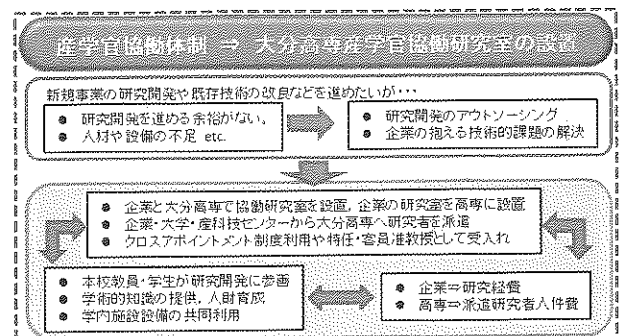 産学官協働体制 ⇒ 大分高専産学官協働研究室の設置
新規事業の研究開発や既存技術の改良などを進めたいが・・・
● 研究開発を進める余裕がない。
● 人材や設備の不足 etc.
● 研究開発のアウトソーシング
● 企業の抱える技術的課題の解決
● 企業と大分高専で協働研究室を設置，企業の研究室を高専に設置
● 企業・大学・産科技センターから大分高専へ研究者を派遣
● クロスアポイントメント制度利用や特任・客員准教授として受入れ
● 本校教員・学生が研究開発に参画
● 学術的知識の提供，人財育成
● 学内施設設備の共同利用
● 企業⇒研究経費
● 高専⇒派遣研究者人件費